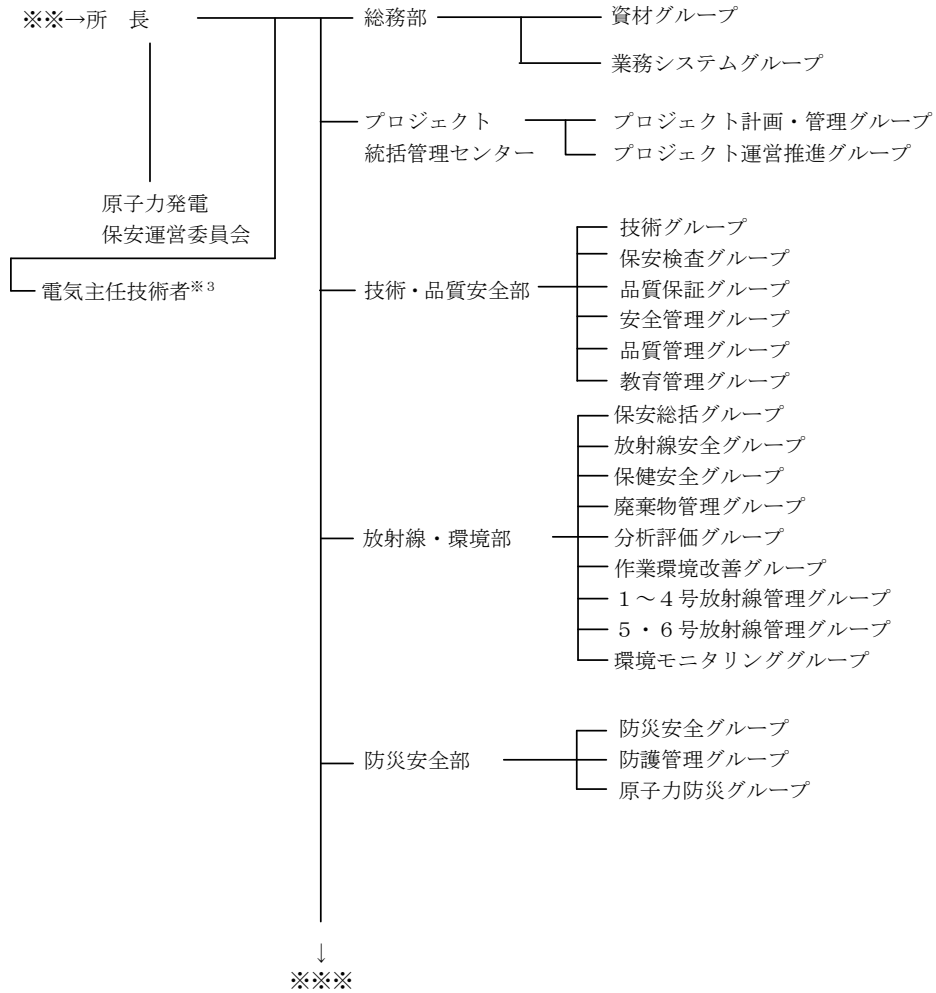 ※※→所　長
総務部
資材グループ
業務システムグループ
プロジェクト
統括管理センター
プロジェクト計画・管理グループ
プロジェクト運営推進グループ
原子力発電
保安運営委員会
電気主任技術者※3
技術・品質安全部
技術グループ
保安検査グループ
品質保証グループ
安全管理グループ
品質管理グループ
教育管理グループ
放射線・環境部
保安総括グループ
放射線安全グループ
保健安全グループ
廃棄物管理グループ
分析評価グループ
作業環境改善グループ
１～４号放射線管理グループ
５・６号放射線管理グループ
環境モニタリンググループ
防災安全部
防災安全グループ
防護管理グループ
原子力防災グループ
↓
※※※